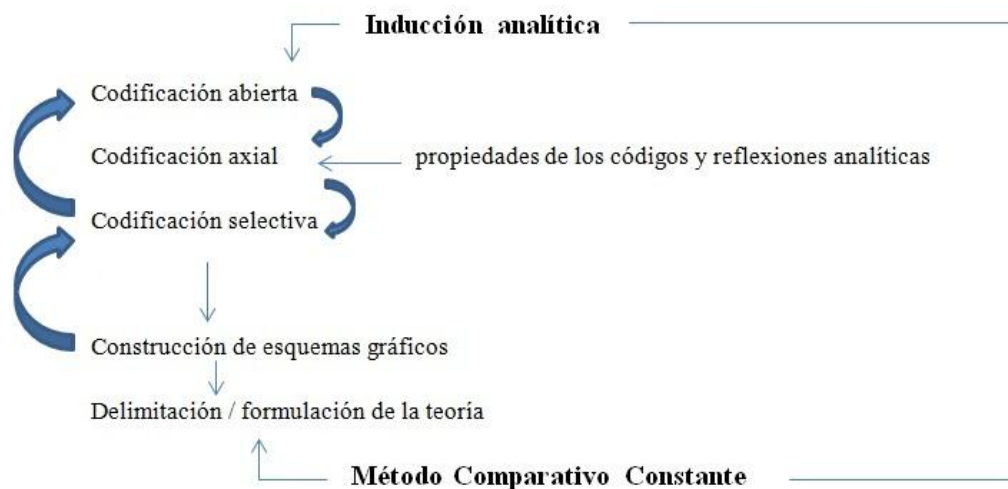 Inducción analítica
Codificación abierta
Codificación axial
propiedades de los códigos y reflexiones analíticas
Codificación selectiva
Construcción de esquemas gráficos
Delimitación / formulación de la teoría
Método Comparativo Constante